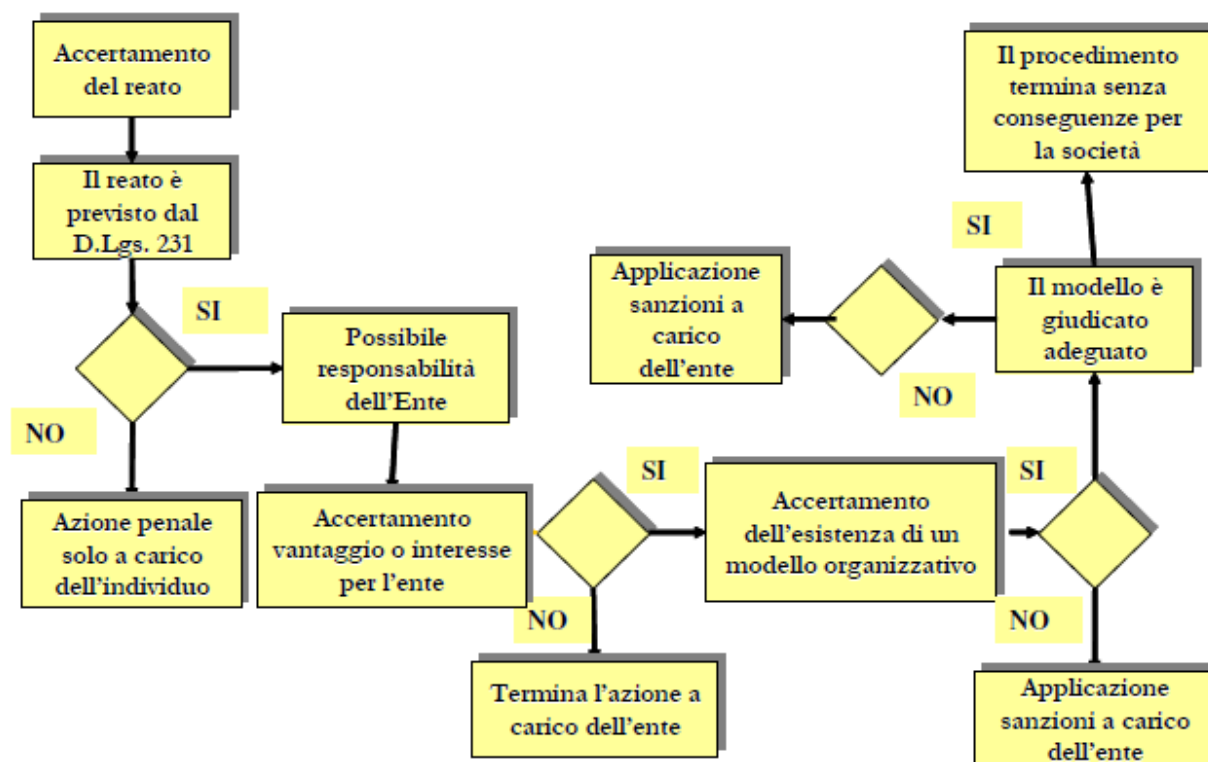 Accertamento
del reato
Il reato è
previsto dal
D.Lgs. 231
SI
NO
Azione penale
solo a carico
dell'individuo
Possibile
responsabilità
dell'Ente
Accertamento
vantaggio o interesse
per l'ente
SI
NO
Termina l'azione a
carico dell'ente
Accertamento
dell'esistenza di un
modello organizzativo
SI
NO
Applicazione
sanzioni a carico
dell'ente
Il modello è
giudicato
adeguato
SI
NO
Applicazione
sanzioni a
carico
dell'ente
Il procedimento
termina senza
conseguenze per
la società